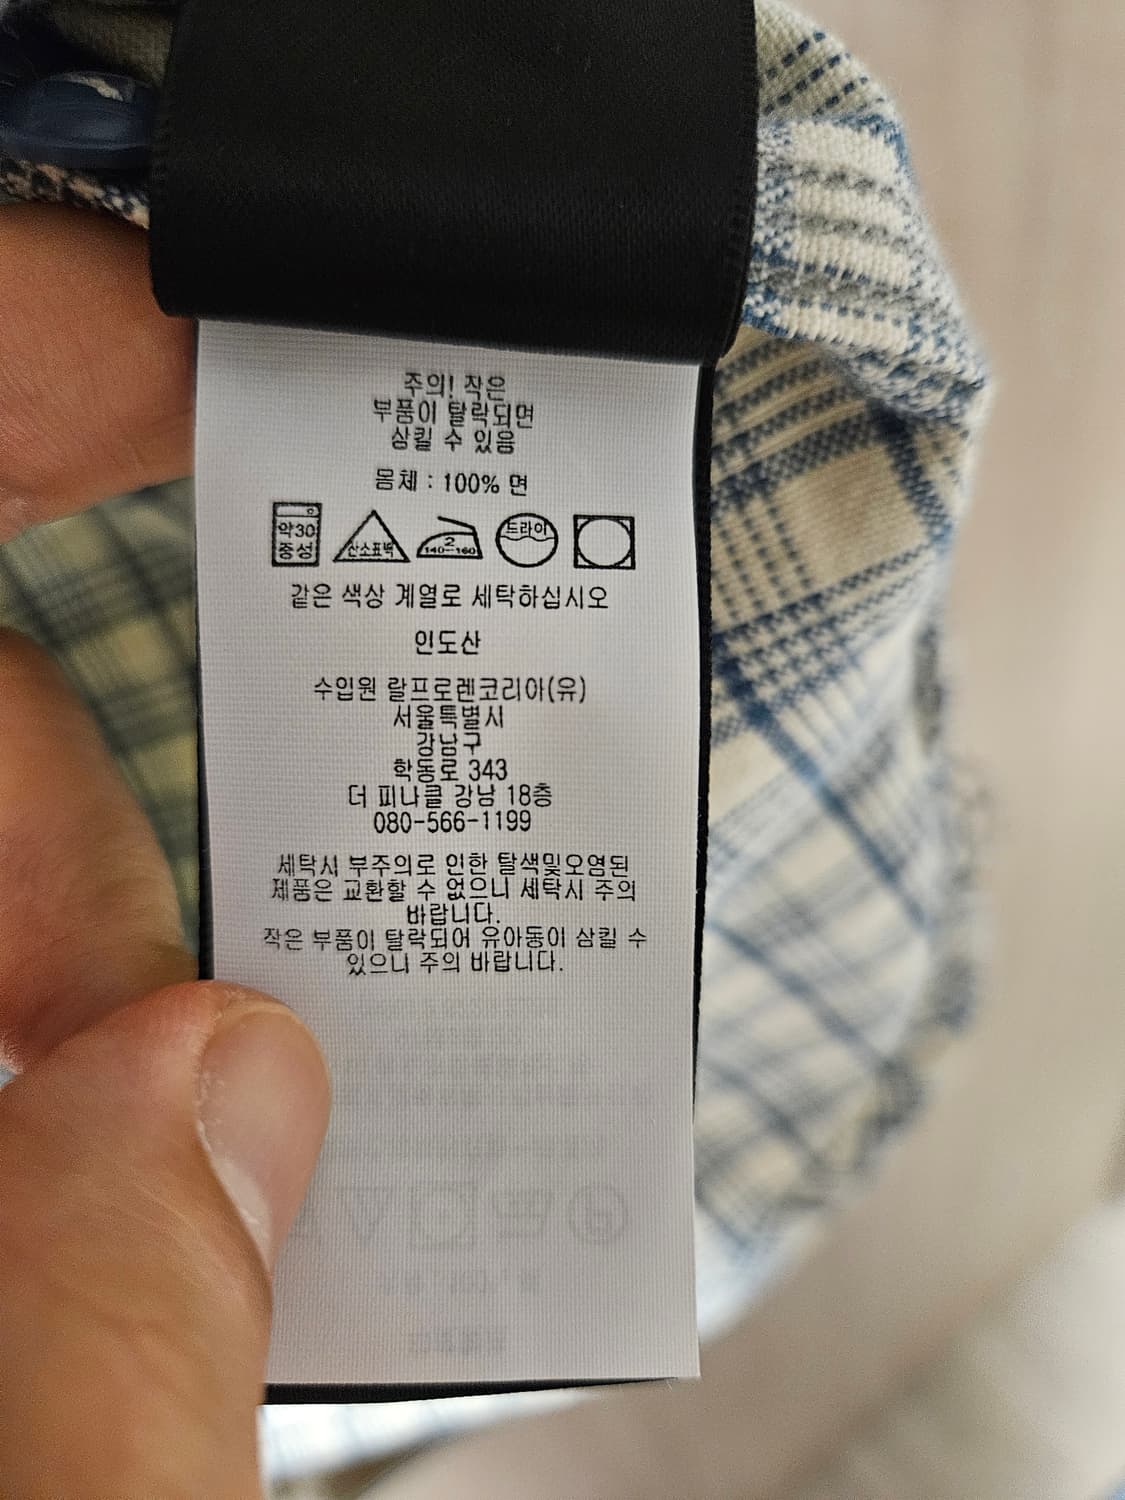 주의! 작은
부품이 탈락되면
삼킬 수 있음
몸체 : 100% 면
약30
중성
산소표백
2
140~160
드라이
같은 색상 계열로 세탁하십시오
인도산
수입원 랄프로렌코리아(유)
서울특별시
강남구
학동로 343
더 피나클 강남 18층
080-566-1199
세탁시 부주의로 인한 탈색및오염된
제품은 교환할 수 없으니 세탁시 주의
바랍니다.
작은 부품이 탈락되어 유아동이 삼킬 수
있으니 주의 바랍니다.